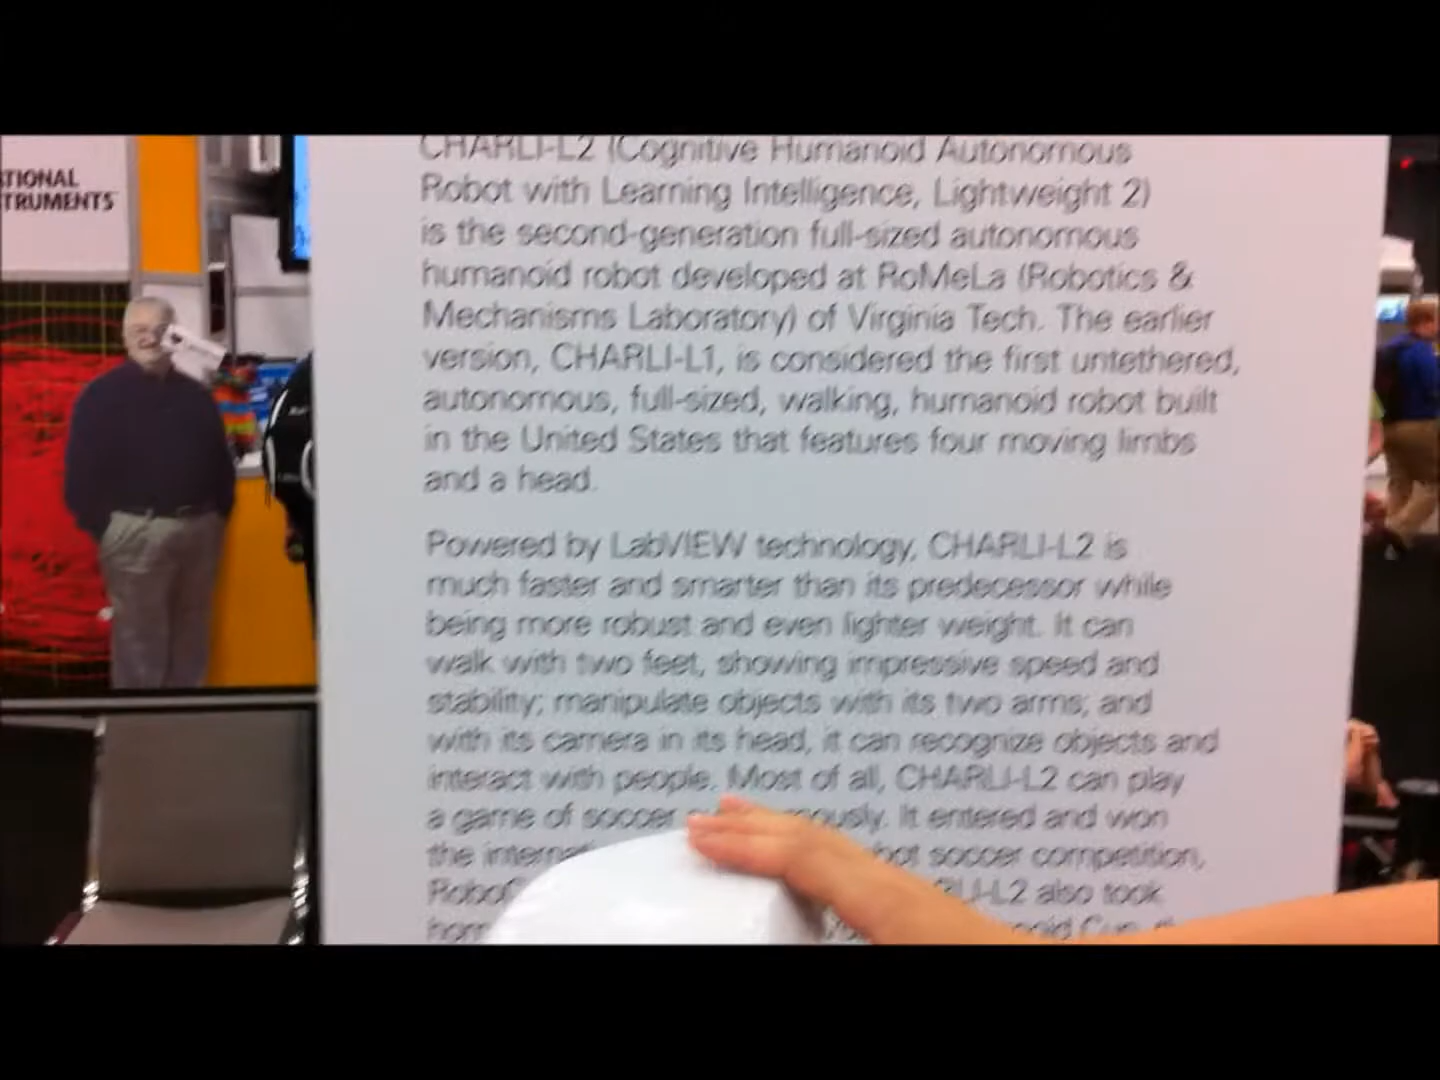 TIONAL
TRUMENTS
CHARLI-L2 (Cognitive Humanoid Autonomous
Robot with Learning Intelligence, Lightweight 2)
is the second-generation full-sized autonomous
humanoid robot developed at RoMeLa (Robotics &
Mechanisms Laboratory) of Virginia Tech. The earlier
version, CHARLI-L1, is considered the first untethered,
autonomous, full-sized, walking, humanoid robot built
in the United States that features four moving limbs
and a head.
Powered by LabVIEW technology, CHARLI-L2 is
much faster and smarter than its predecessor while
being more robust and even lighter weight. It can
walk with two feet, showing impressive speed and
stability; manipulate objects with its two arms; and
with its camera in its head, it can recognize objects and
interact with people. Most of all, CHARLI-L2 can play
a game of soccer mously. It entered and won
the internat bot soccer competition,
RoboC RLI-L2 also took